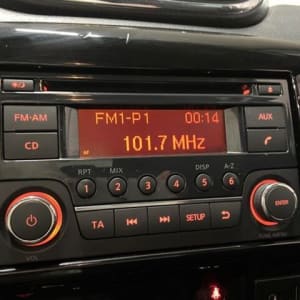 FM1-P1 00:14
101.7 MHz
FM•AM
CD
AUX
RPT MIX DISP A-Z
1 2 3 4 5 6
TA SETUP
ENTER
VOL